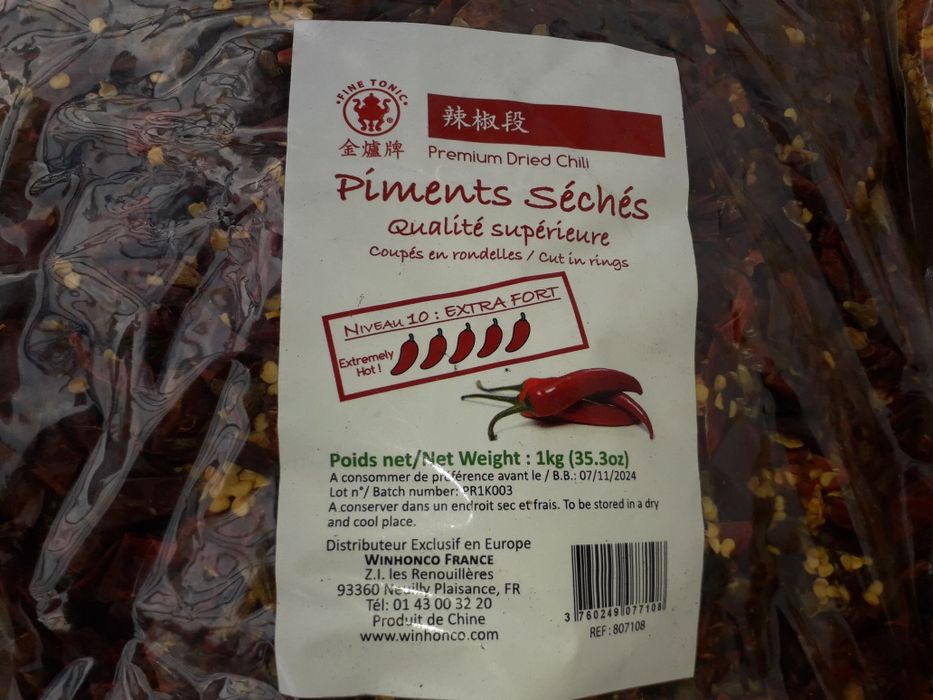 FINE TONIC
®
金爐牌
辣椒段
Premium Dried Chili
Piments Séchés
Qualité supérieure
Coupés en rondelles / Cut in rings
NIVEAU 10 : EXTRA FORT
Extremely
Hot !
Poids net/Net Weight : 1kg (35.3oz)
A consommer de préférence avant le / B.B.: 07/11/2024
Lot n°/ Batch number: PR1K003
A conserver dans un endroit sec et frais. To be stored in a dry
and cool place.
Distributeur Exclusif en Europe
WINHONCO FRANCE
Z.I. les Renouillères
93360 Neuilly Plaisance, FR
Tél: 01 43 00 32 20
Produit de Chine
www.winhonco.com
3 760249 077108
REF : 807108